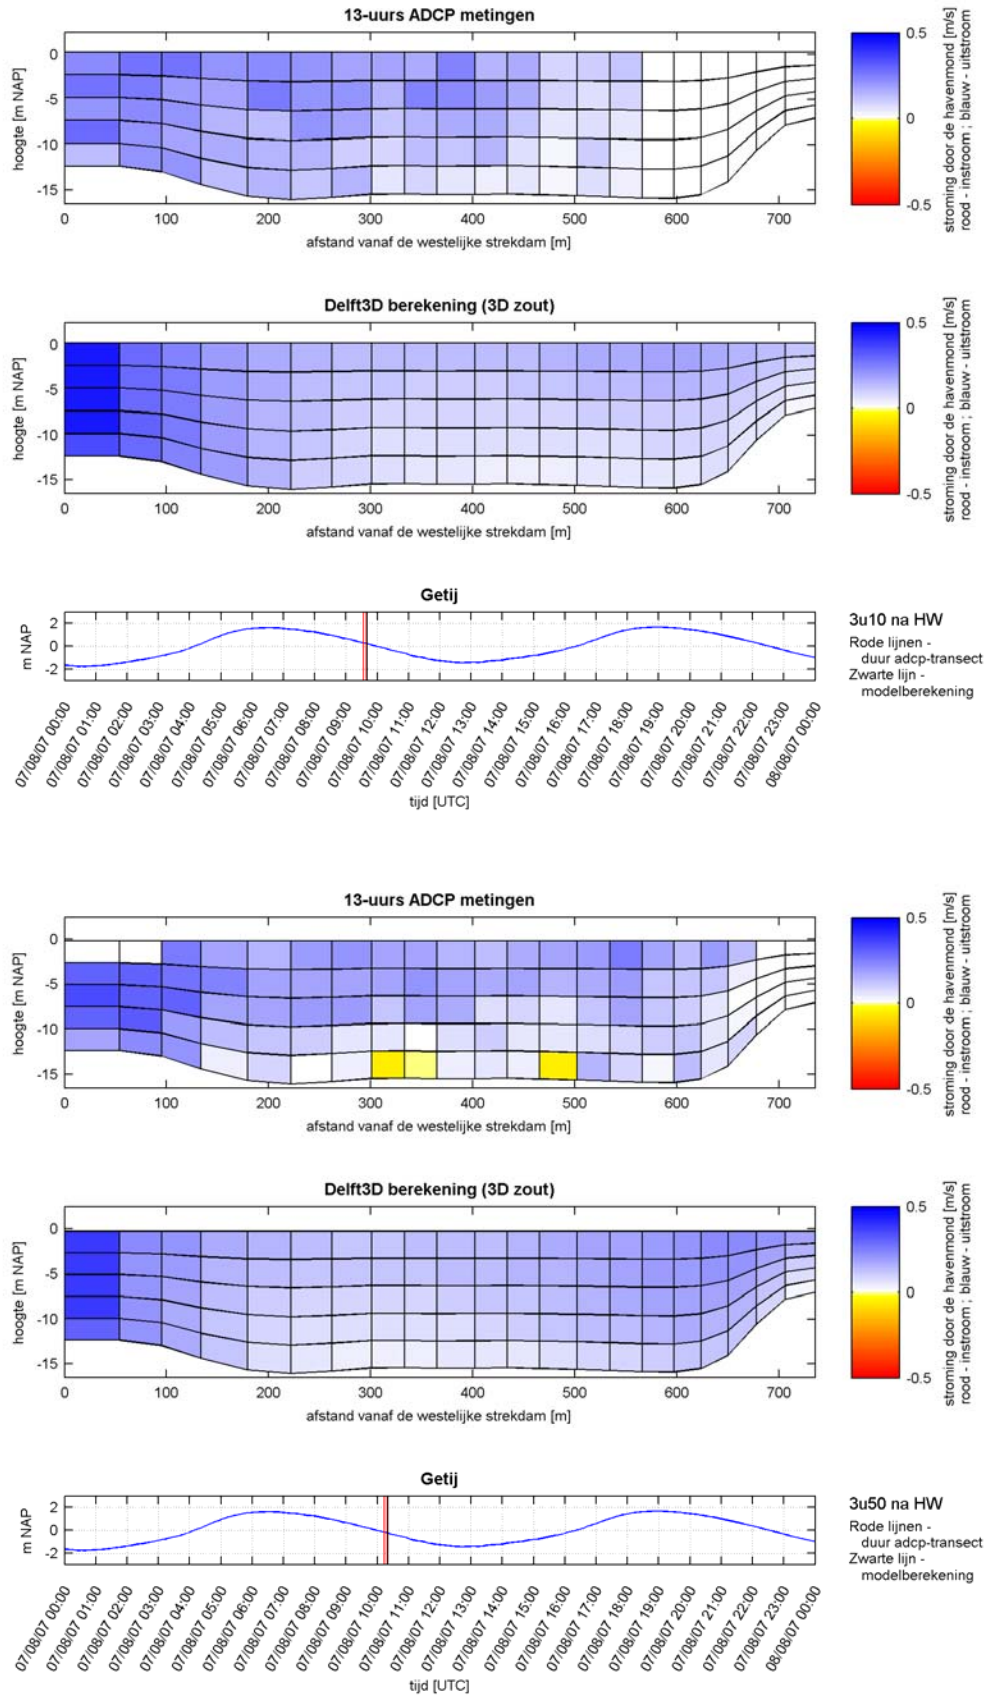 13-uurs ADCP metingen
hoogte [m NAP]
0
-5
-10
-15
0 100 200 300 400 500 600 700
afstand vanaf de westelijke strekdam [m]
0.5
0
-0.5
stroming door de havenmond [m/s]
rood - instroom ; blauw - uitstroom
Delft3D berekening (3D zout)
hoogte [m NAP]
0
-5
-10
-15
0 100 200 300 400 500 600 700
afstand vanaf de westelijke strekdam [m]
0.5
0
-0.5
stroming door de havenmond [m/s]
rood - instroom ; blauw - uitstroom
Getij
m NAP
2
0
-2
07/08/07 00:00
07/08/07 01:00
07/08/07 02:00
07/08/07 03:00
07/08/07 04:00
07/08/07 05:00
07/08/07 06:00
07/08/07 07:00
07/08/07 08:00
07/08/07 09:00
07/08/07 10:00
07/08/07 11:00
07/08/07 12:00
07/08/07 13:00
07/08/07 14:00
07/08/07 15:00
07/08/07 16:00
07/08/07 17:00
07/08/07 18:00
07/08/07 19:00
07/08/07 20:00
07/08/07 21:00
07/08/07 22:00
07/08/07 23:00
08/08/07 00:00
tijd [UTC]
3u10 na HW
Rode lijnen -
duur adcp-transect
Zwarte lijn -
modelberekening
13-uurs ADCP metingen
hoogte [m NAP]
0
-5
-10
-15
0 100 200 300 400 500 600 700
afstand vanaf de westelijke strekdam [m]
0.5
0
-0.5
stroming door de havenmond [m/s]
rood - instroom ; blauw - uitstroom
Delft3D berekening (3D zout)
hoogte [m NAP]
0
-5
-10
-15
0 100 200 300 400 500 600 700
afstand vanaf de westelijke strekdam [m]
0.5
0
-0.5
stroming door de havenmond [m/s]
rood - instroom ; blauw - uitstroom
Getij
m NAP
2
0
-2
07/08/07 00:00
07/08/07 01:00
07/08/07 02:00
07/08/07 03:00
07/08/07 04:00
07/08/07 05:00
07/08/07 06:00
07/08/07 07:00
07/08/07 08:00
07/08/07 09:00
07/08/07 10:00
07/08/07 11:00
07/08/07 12:00
07/08/07 13:00
07/08/07 14:00
07/08/07 15:00
07/08/07 16:00
07/08/07 17:00
07/08/07 18:00
07/08/07 19:00
07/08/07 20:00
07/08/07 21:00
07/08/07 22:00
07/08/07 23:00
08/08/07 00:00
tijd [UTC]
3u50 na HW
Rode lijnen -
duur adcp-transect
Zwarte lijn -
modelberekening